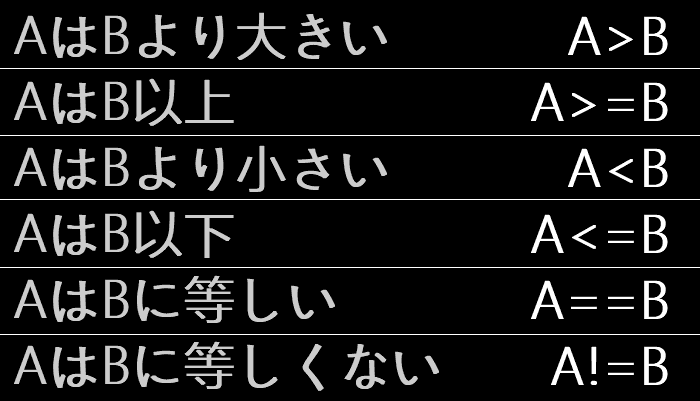 AはBより大きい A>B
AはB以上 A>=B
AはBより小さい A<B
AはB以下 A<=B
AはBに等しい A==B
AはBに等しくない A!=B